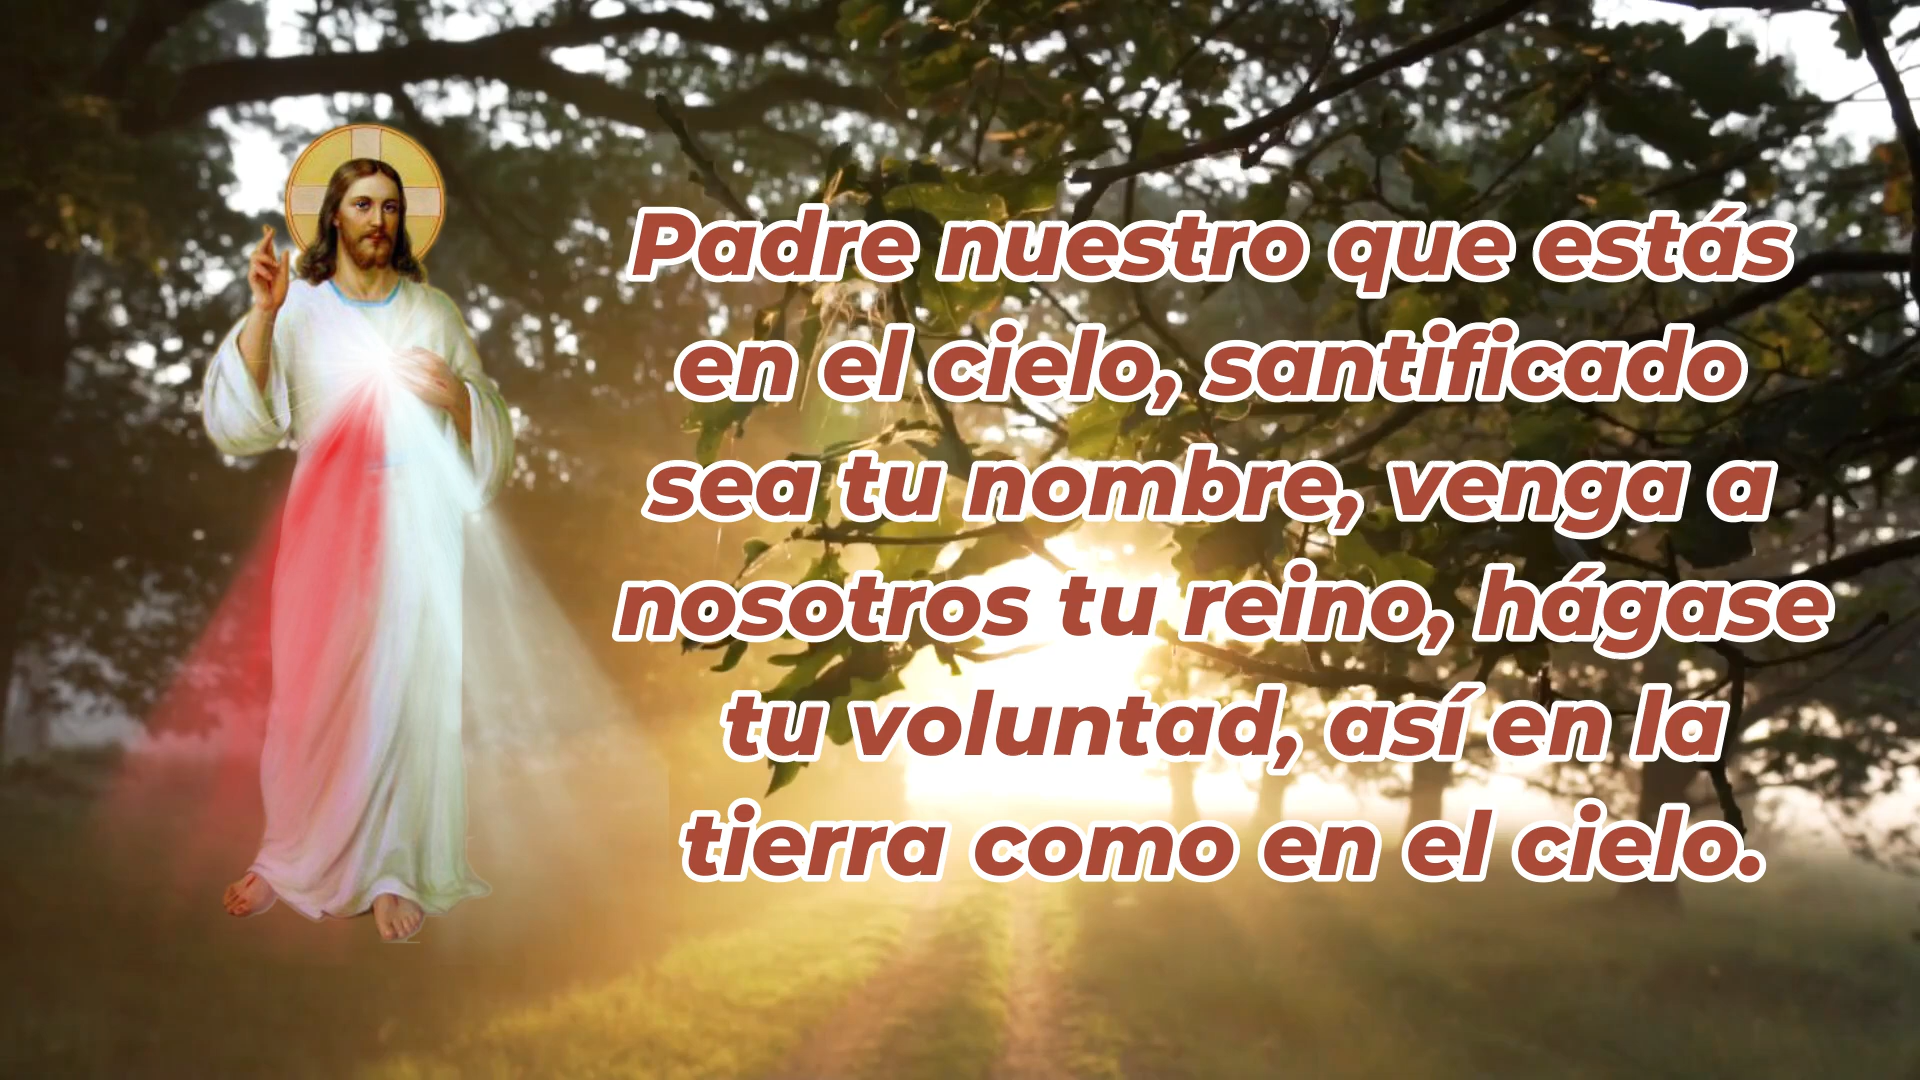 Padre nuestro que estás
en el cielo, santificado
sea tu nombre, venga a
nosotros tu reino, hágase
tu voluntad, así en la
tierra como en el cielo.